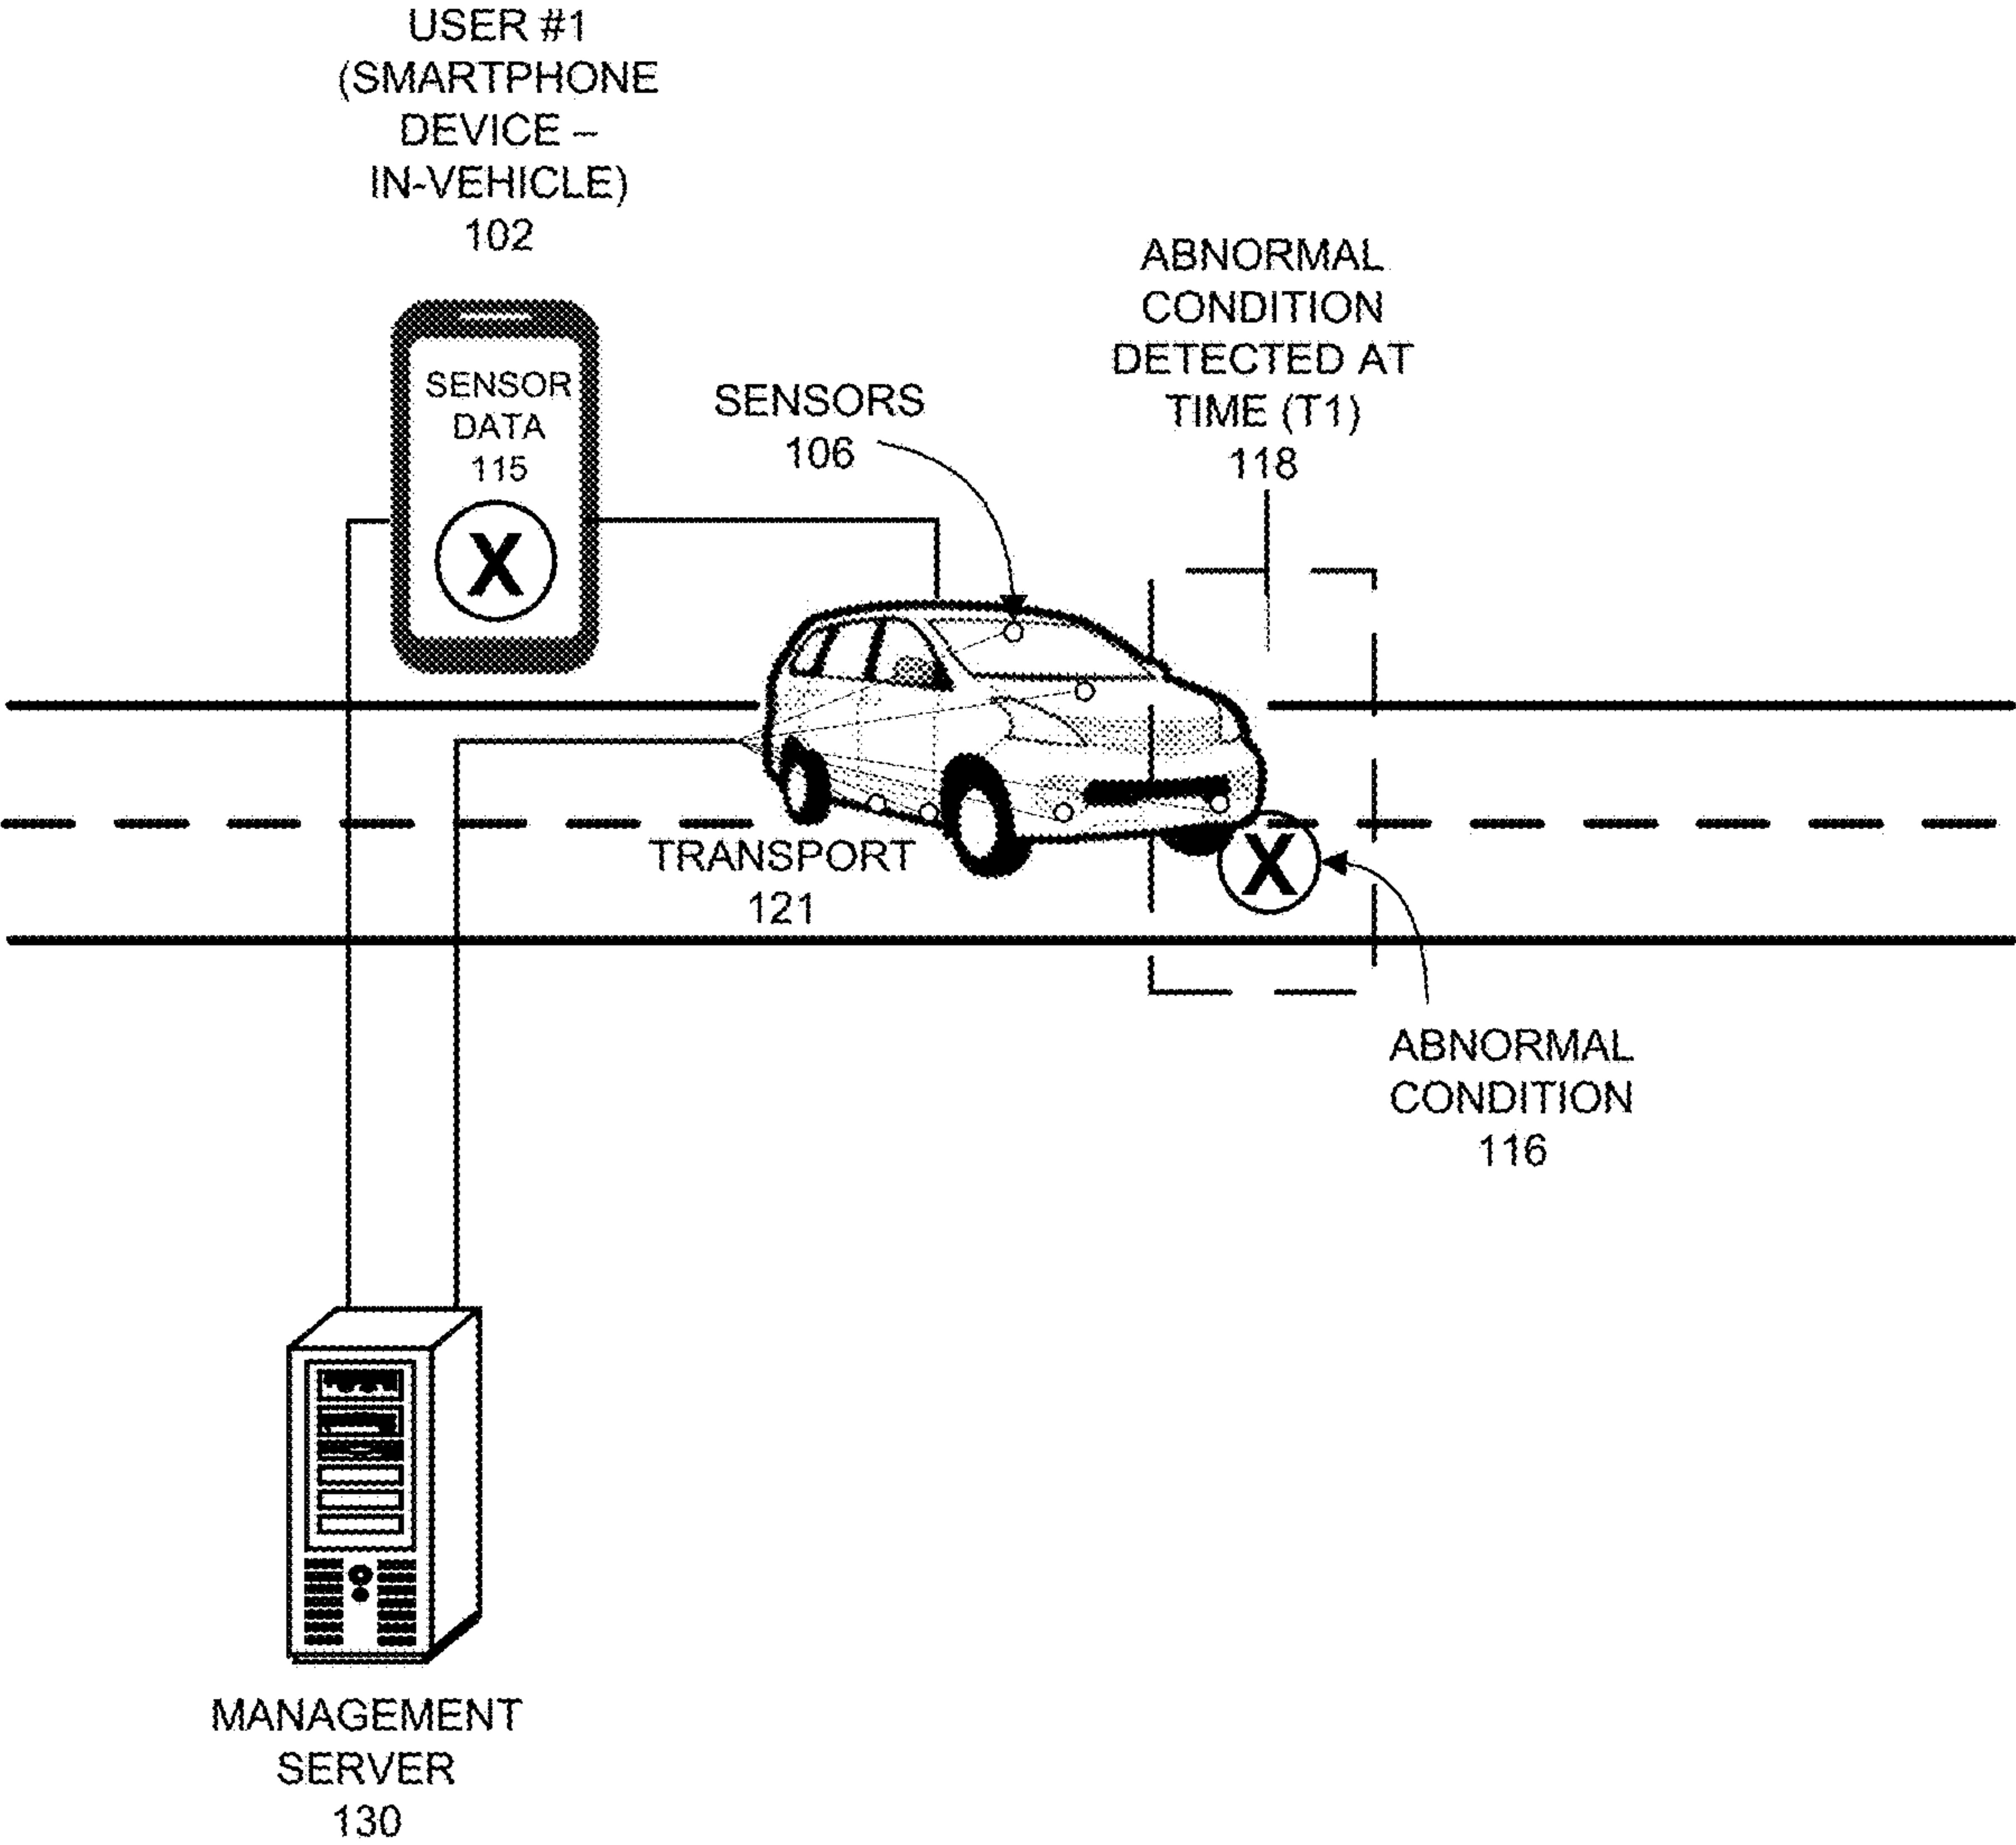 USER #1
(SMARTPHONE
DEVICE –
IN-VEHICLE)
102
SENSOR
DATA
115
X
SENSORS
106
ABNORMAL
CONDITION
DETECTED AT
TIME (T1)
118
TRANSPORT
121
X
ABNORMAL
CONDITION
116
MANAGEMENT
SERVER
130